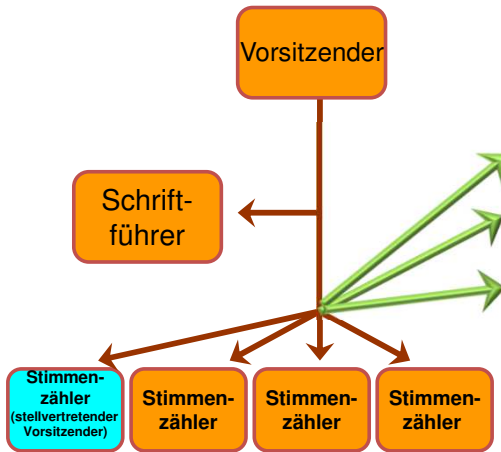 Vorsitzender
Schrift-
führer
Stimmen-
zähler
(stellvertretender
Vorsitzender)
Stimmen-
zähler
Stimmen-
zähler
Stimmen-
zähler